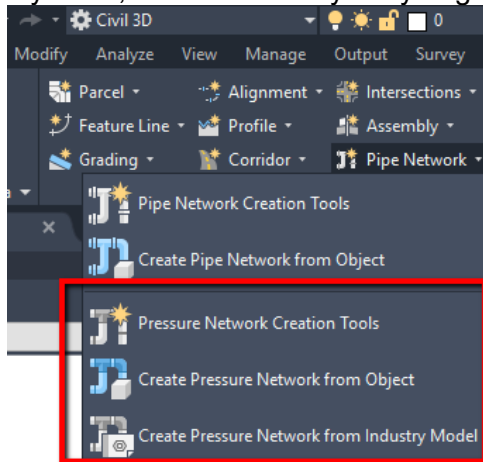 Civil 3D 0
Modify Analyze View Manage Output Survey
Parcel Alignment Intersections
Feature Line Profile Assembly
Grading Corridor Pipe Network
Pipe Network Creation Tools
Create Pipe Network from Object
Pressure Network Creation Tools
Create Pressure Network from Object
Create Pressure Network from Industry Model